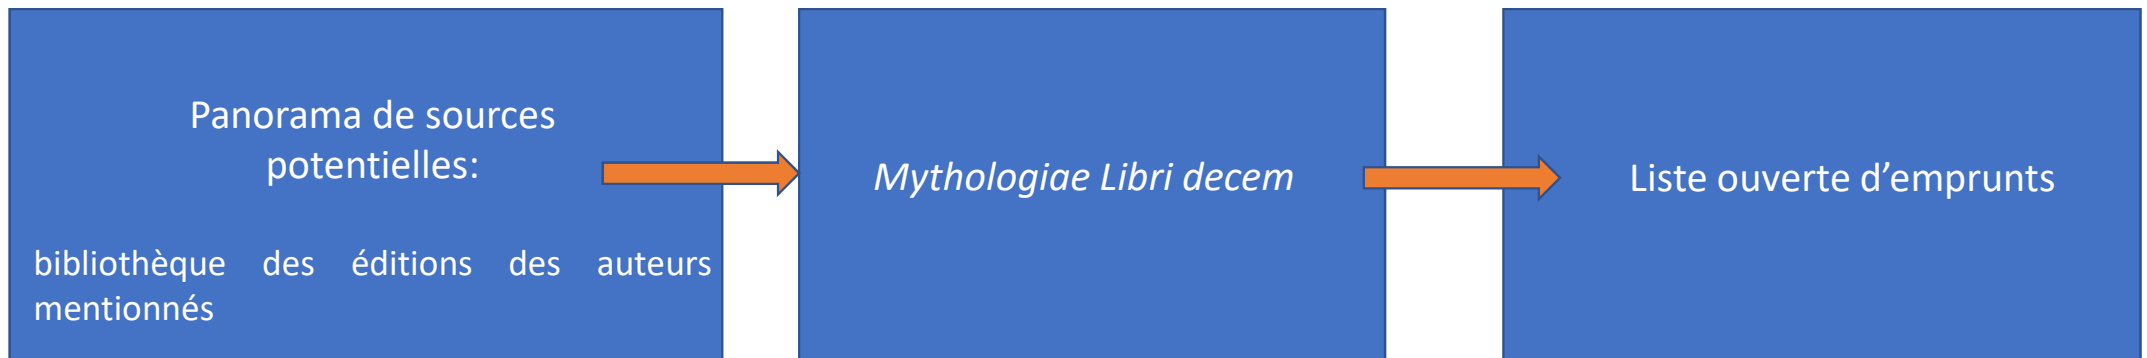 Panorama de sources
potentielles:
bibliothèque des éditions des auteurs
mentionnés
Mythologiae Libri decem
Liste ouverte d’emprunts